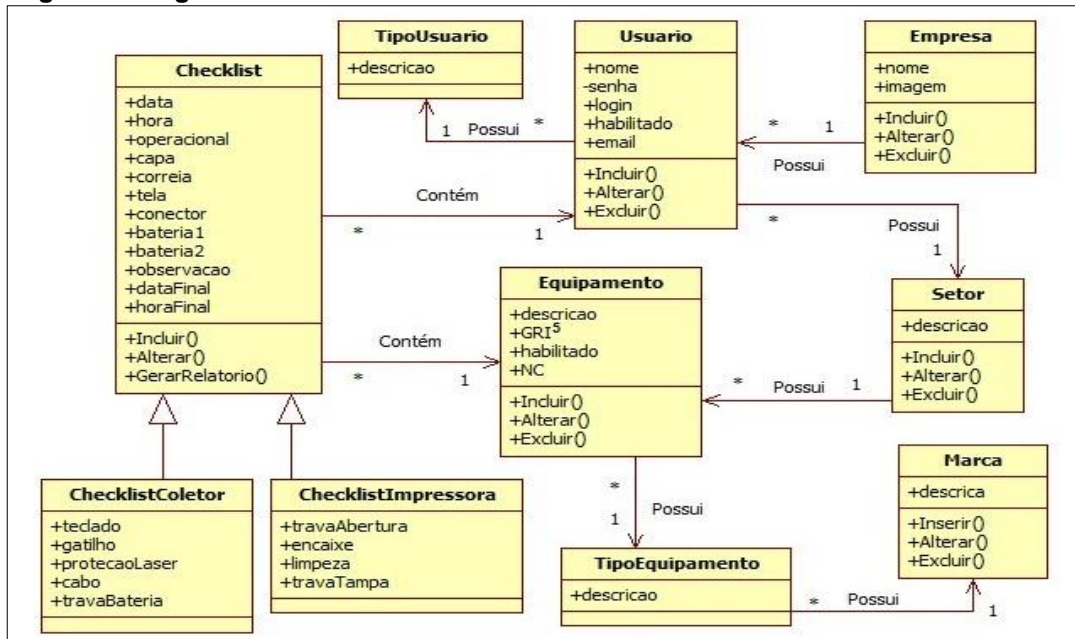 TipoUsuario
+descricao
Usuario
+nome
-senha
+login
+habilitado
+email
+Incluir()
+Alterar()
+Excluir()
Empresa
+nome
+imagem
+Incluir()
+Alterar()
+Excluir()
Checklist
+data
+hora
+operacional
+capa
+correia
+tela
+conector
+bateria1
+bateria2
+observacao
+dataFinal
+horaFinal
+Incluir()
+Alterar()
+GerarRelatorio()
1 Possui *
* 1
Possui
Contém
* 1
* Possui
1
Equipamento
+descricao
+GRI⁵
+habilitado
+NC
+Incluir()
+Alterar()
+Excluir()
Setor
+descricao
+Incluir()
+Alterar()
+Excluir()
Contém
* 1
* Possui 1
ChecklistColetor
+teclado
+gatilho
+protecaoLaser
+cabo
+travaBateria
ChecklistImpressora
+travaAbertura
+encaixe
+limpeza
+travaTampa
*
1 Possui
Marca
+descrica
+Inserir()
+Alterar()
+Excluir()
TipoEquipamento
+descricao
* Possui 1